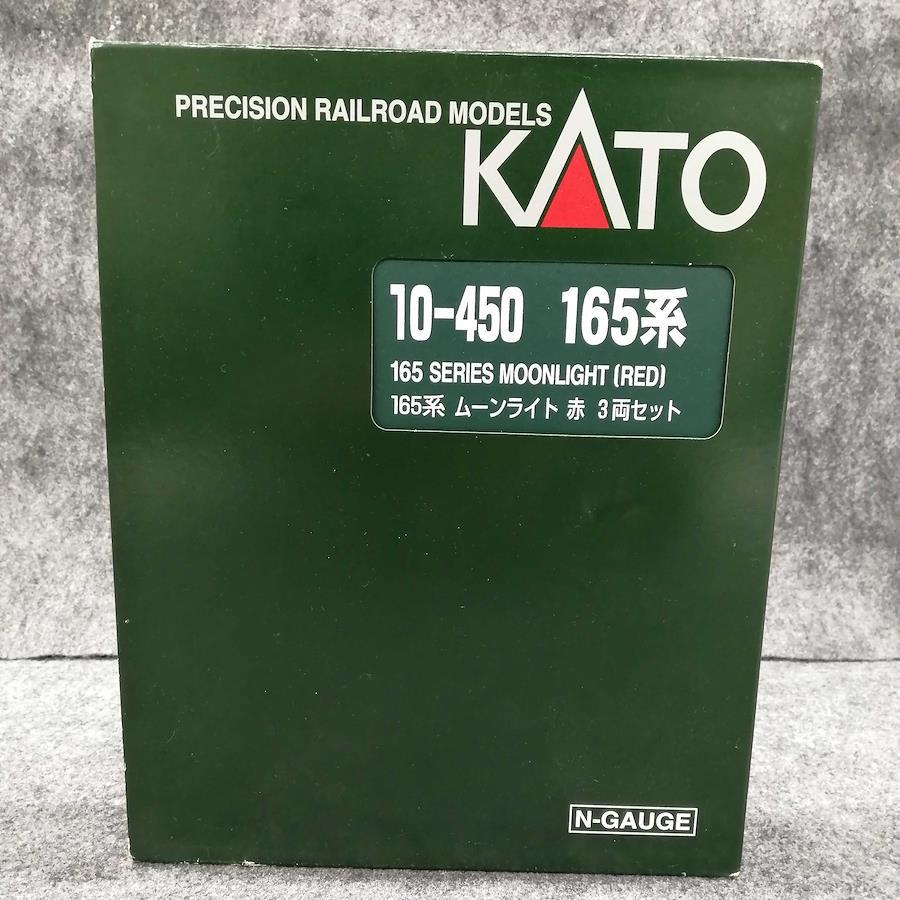 PRECISION RAILROAD MODELS
KATO
10-450 165系
165 SERIES MOONLIGHT (RED)
165系 ムーンライト 赤 3両セット
N-GAUGE